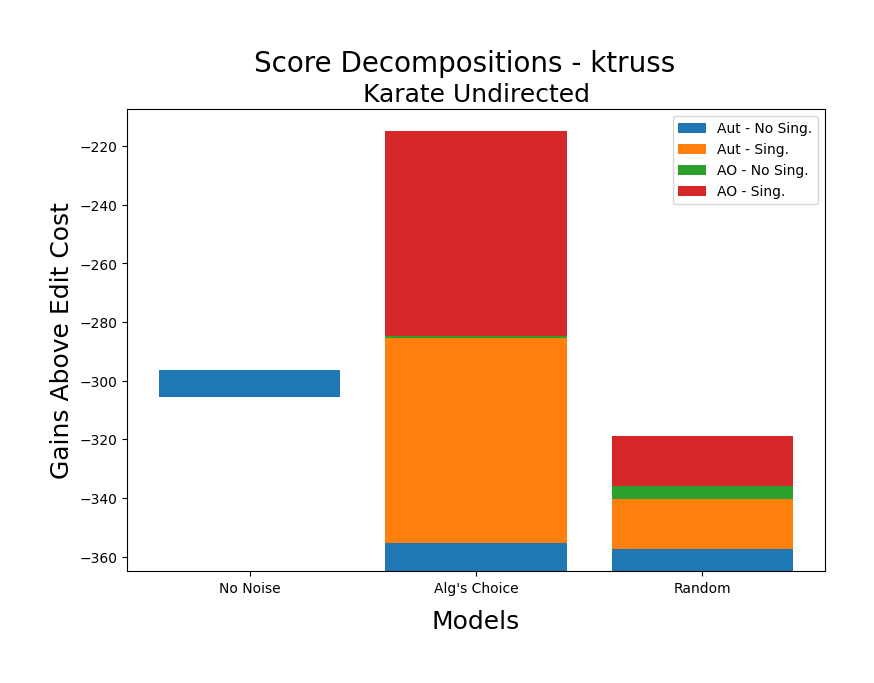 Score Decompositions - ktruss
Karate Undirected
Aut - No Sing.
Aut - Sing.
AO - No Sing.
AO - Sing.
Gains Above Edit Cost
−220
−240
−260
−280
−300
−320
−340
−360
No Noise
Alg's Choice
Random
Models